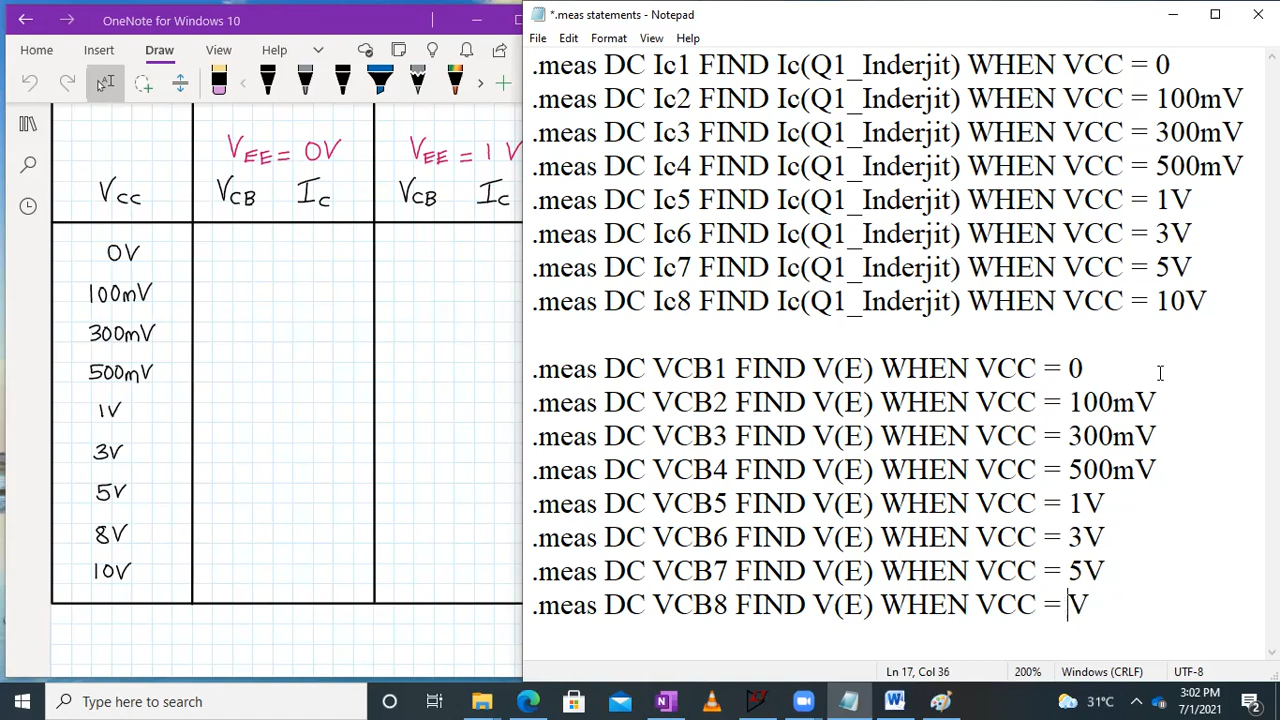 OneNote for Windows 10
Home Insert Draw View Help
V_EE = 0V V_EE = 1 V
V_CC V_CB I_C V_CB I_C
0V
100mV
300mV
500mV
1V
3V
5V
8V
10V
Type here to search
*.meas statements - Notepad
File Edit Format View Help
.meas DC Ic1 FIND Ic(Q1_Inderjit) WHEN VCC = 0
.meas DC Ic2 FIND Ic(Q1_Inderjit) WHEN VCC = 100mV
.meas DC Ic3 FIND Ic(Q1_Inderjit) WHEN VCC = 300mV
.meas DC Ic4 FIND Ic(Q1_Inderjit) WHEN VCC = 500mV
.meas DC Ic5 FIND Ic(Q1_Inderjit) WHEN VCC = 1V
.meas DC Ic6 FIND Ic(Q1_Inderjit) WHEN VCC = 3V
.meas DC Ic7 FIND Ic(Q1_Inderjit) WHEN VCC = 5V
.meas DC Ic8 FIND Ic(Q1_Inderjit) WHEN VCC = 10V
.meas DC VCB1 FIND V(E) WHEN VCC = 0
.meas DC VCB2 FIND V(E) WHEN VCC = 100mV
.meas DC VCB3 FIND V(E) WHEN VCC = 300mV
.meas DC VCB4 FIND V(E) WHEN VCC = 500mV
.meas DC VCB5 FIND V(E) WHEN VCC = 1V
.meas DC VCB6 FIND V(E) WHEN VCC = 3V
.meas DC VCB7 FIND V(E) WHEN VCC = 5V
.meas DC VCB8 FIND V(E) WHEN VCC = V
Ln 17, Col 36 200% Windows (CRLF) UTF-8
31°C 3:02 PM
7/1/2021 2